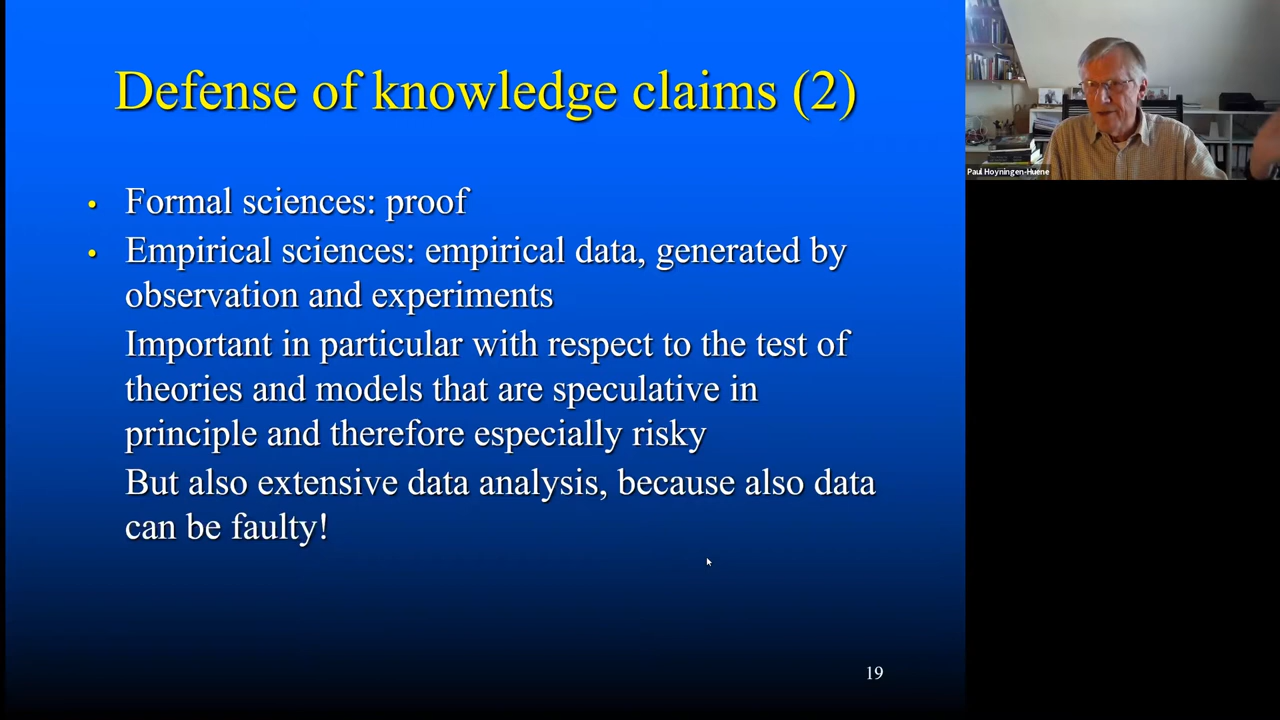 Defense of knowledge claims (2)
Paul Hoyningen-Huene
• Formal sciences: proof
• Empirical sciences: empirical data, generated by
observation and experiments
Important in particular with respect to the test of
theories and models that are speculative in
principle and therefore especially risky
But also extensive data analysis, because also data
can be faulty!
19